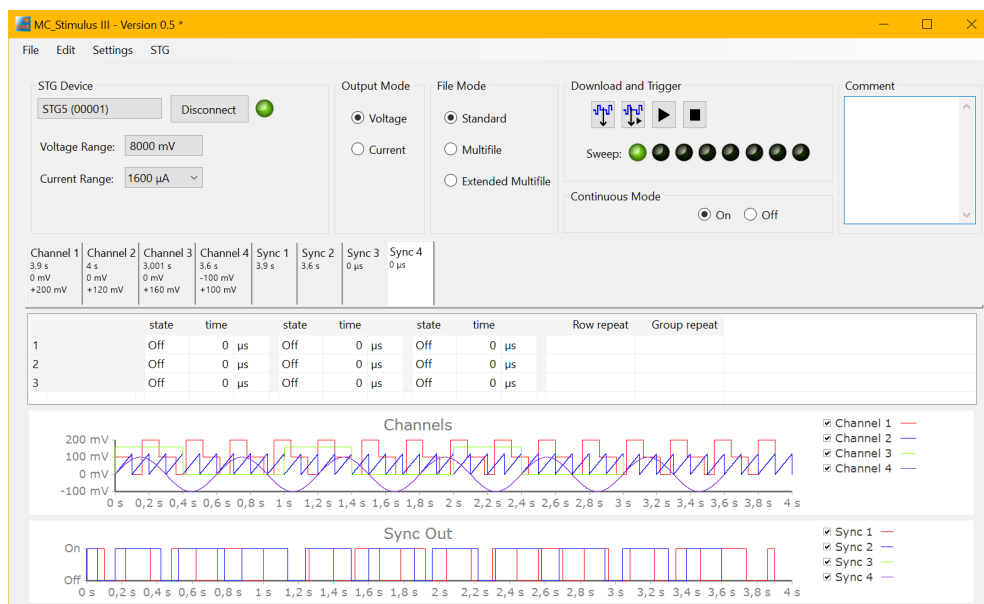 MC_Stimulus III - Version 0.5 *
File Edit Settings STG
STG Device
STG5 (00001) Disconnect
Voltage Range: 8000 mV
Current Range: 1600 µA
Output Mode
Voltage
Current
File Mode
Standard
Multifile
Extended Multifile
Download and Trigger
Sweep:
Continuous Mode
On Off
Comment
Channel 1
3,9 s
0 mV
+200 mV
Channel 2
4 s
0 mV
+120 mV
Channel 3
3,001 s
0 mV
+160 mV
Channel 4
3,6 s
-100 mV
+100 mV
Sync 1
3,9 s
Sync 2
3,6 s
Sync 3
0 µs
Sync 4
0 µs
state time state time state time Row repeat Group repeat
1 Off 0 µs Off 0 µs Off 0 µs
2 Off 0 µs Off 0 µs Off 0 µs
3 Off 0 µs Off 0 µs Off 0 µs
Channels
200 mV
100 mV
0 mV
-100 mV
0 s 0,2 s 0,4 s 0,6 s 0,8 s 1 s 1,2 s 1,4 s 1,6 s 1,8 s 2 s 2,2 s 2,4 s 2,6 s 2,8 s 3 s 3,2 s 3,4 s 3,6 s 3,8 s 4 s
Channel 1
Channel 2
Channel 3
Channel 4
Sync Out
On
Off
0 s 0,2 s 0,4 s 0,6 s 0,8 s 1 s 1,2 s 1,4 s 1,6 s 1,8 s 2 s 2,2 s 2,4 s 2,6 s 2,8 s 3 s 3,2 s 3,4 s 3,6 s 3,8 s 4 s
Sync 1
Sync 2
Sync 3
Sync 4